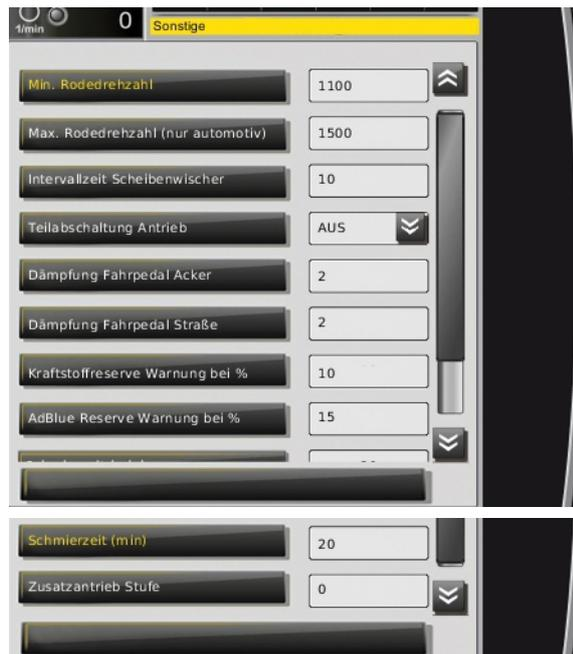 1/min 0
Sonstige
Min. Rodedrehzahl 1100
Max. Rodedrehzahl (nur automotiv) 1500
Intervallzeit Scheibenwischer 10
Teilabschaltung Antrieb AUS
Dämpfung Fahrpedal Acker 2
Dämpfung Fahrpedal Straße 2
Kraftstoffreserve Warnung bei % 10
AdBlue Reserve Warnung bei % 15
Schmierzeit (min) 20
Zusatzantrieb Stufe 0